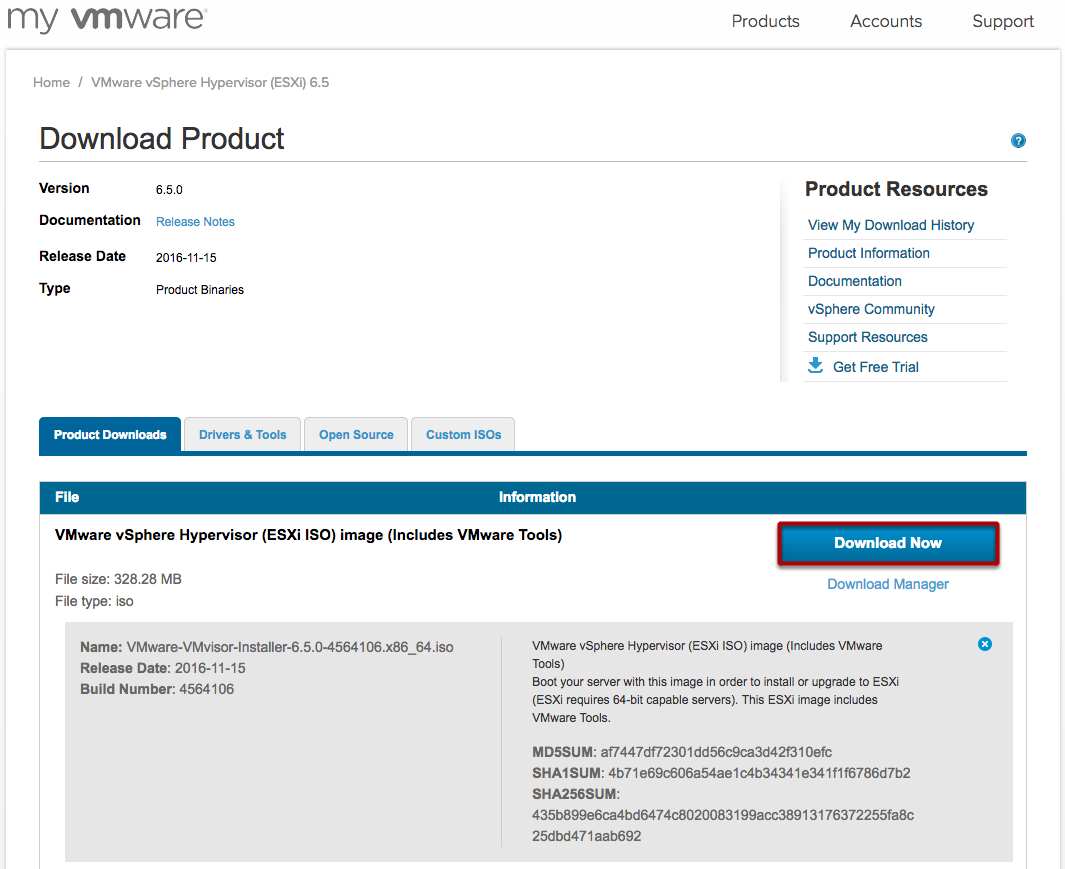 my vmware
Products Accounts Support
Home / VMware vSphere Hypervisor (ESXi) 6.5
Download Product
?
Version 6.5.0
Documentation Release Notes
Release Date 2016-11-15
Type Product Binaries
Product Resources
View My Download History
Product Information
Documentation
vSphere Community
Support Resources
Get Free Trial
Product Downloads Drivers & Tools Open Source Custom ISOs
File Information
VMware vSphere Hypervisor (ESXi ISO) image (Includes VMware Tools)
Download Now
Download Manager
File size: 328.28 MB
File type: iso
Name: VMware-VMvisor-Installer-6.5.0-4564106.x86_64.iso
Release Date: 2016-11-15
Build Number: 4564106
VMware vSphere Hypervisor (ESXi ISO) image (Includes VMware
Tools)
Boot your server with this image in order to install or upgrade to ESXi
(ESXi requires 64-bit capable servers). This ESXi image includes
VMware Tools.
MD5SUM: af7447df72301dd56c9ca3d42f310efc
SHA1SUM: 4b71e69c606a54ae1c4b34341e341f1f6786d7b2
SHA256SUM:
435b899e6ca4bd6474c8020083199acc38913176372255fa8c
25dbd471aab692